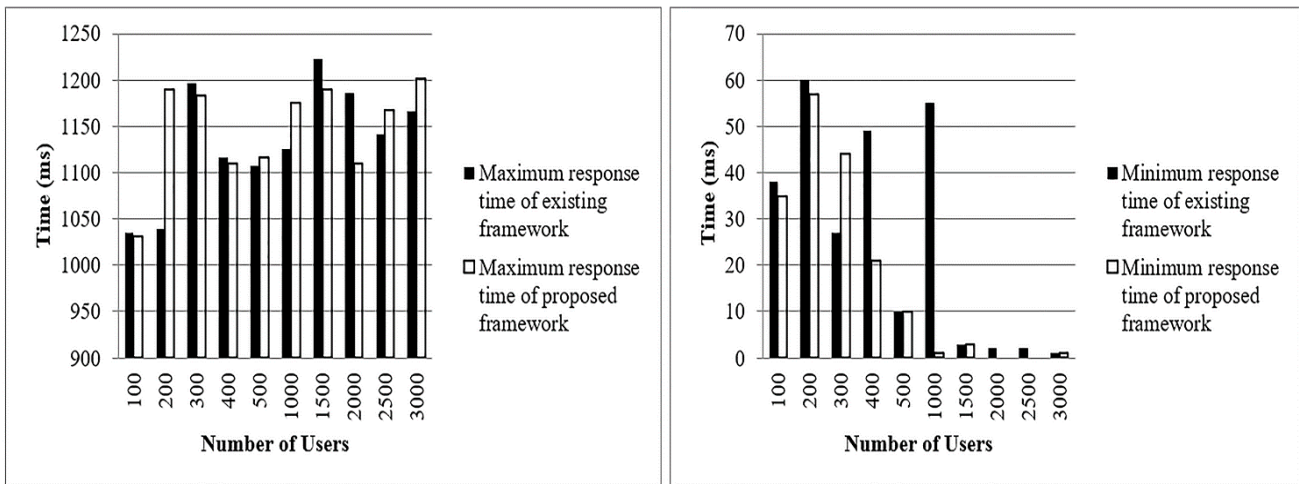 1250
1200
1150
1100
1050
1000
950
900
Time (ms)
100
200
300
400
500
1000
1500
2000
2500
3000
Number of Users
Maximum response
time of existing
framework
Maximum response
time of proposed
framework
70
60
50
40
30
20
10
0
Time (ms)
100
200
300
400
500
1000
1500
2000
2500
3000
Number of Users
Minimum response
time of existing
framework
Minimum response
time of proposed
framework